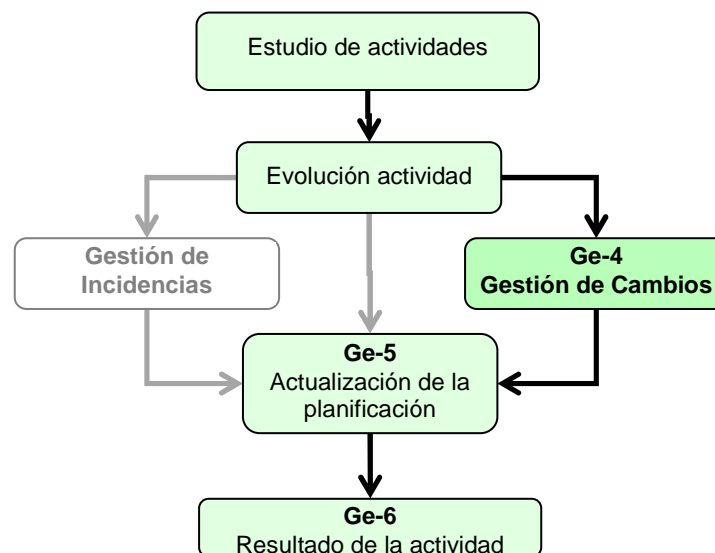 Estudio de actividades
Evolución actividad
Gestión de
Incidencias
Ge-4
Gestión de Cambios
Ge-5
Actualización de la
planificación
Ge-6
Resultado de la actividad